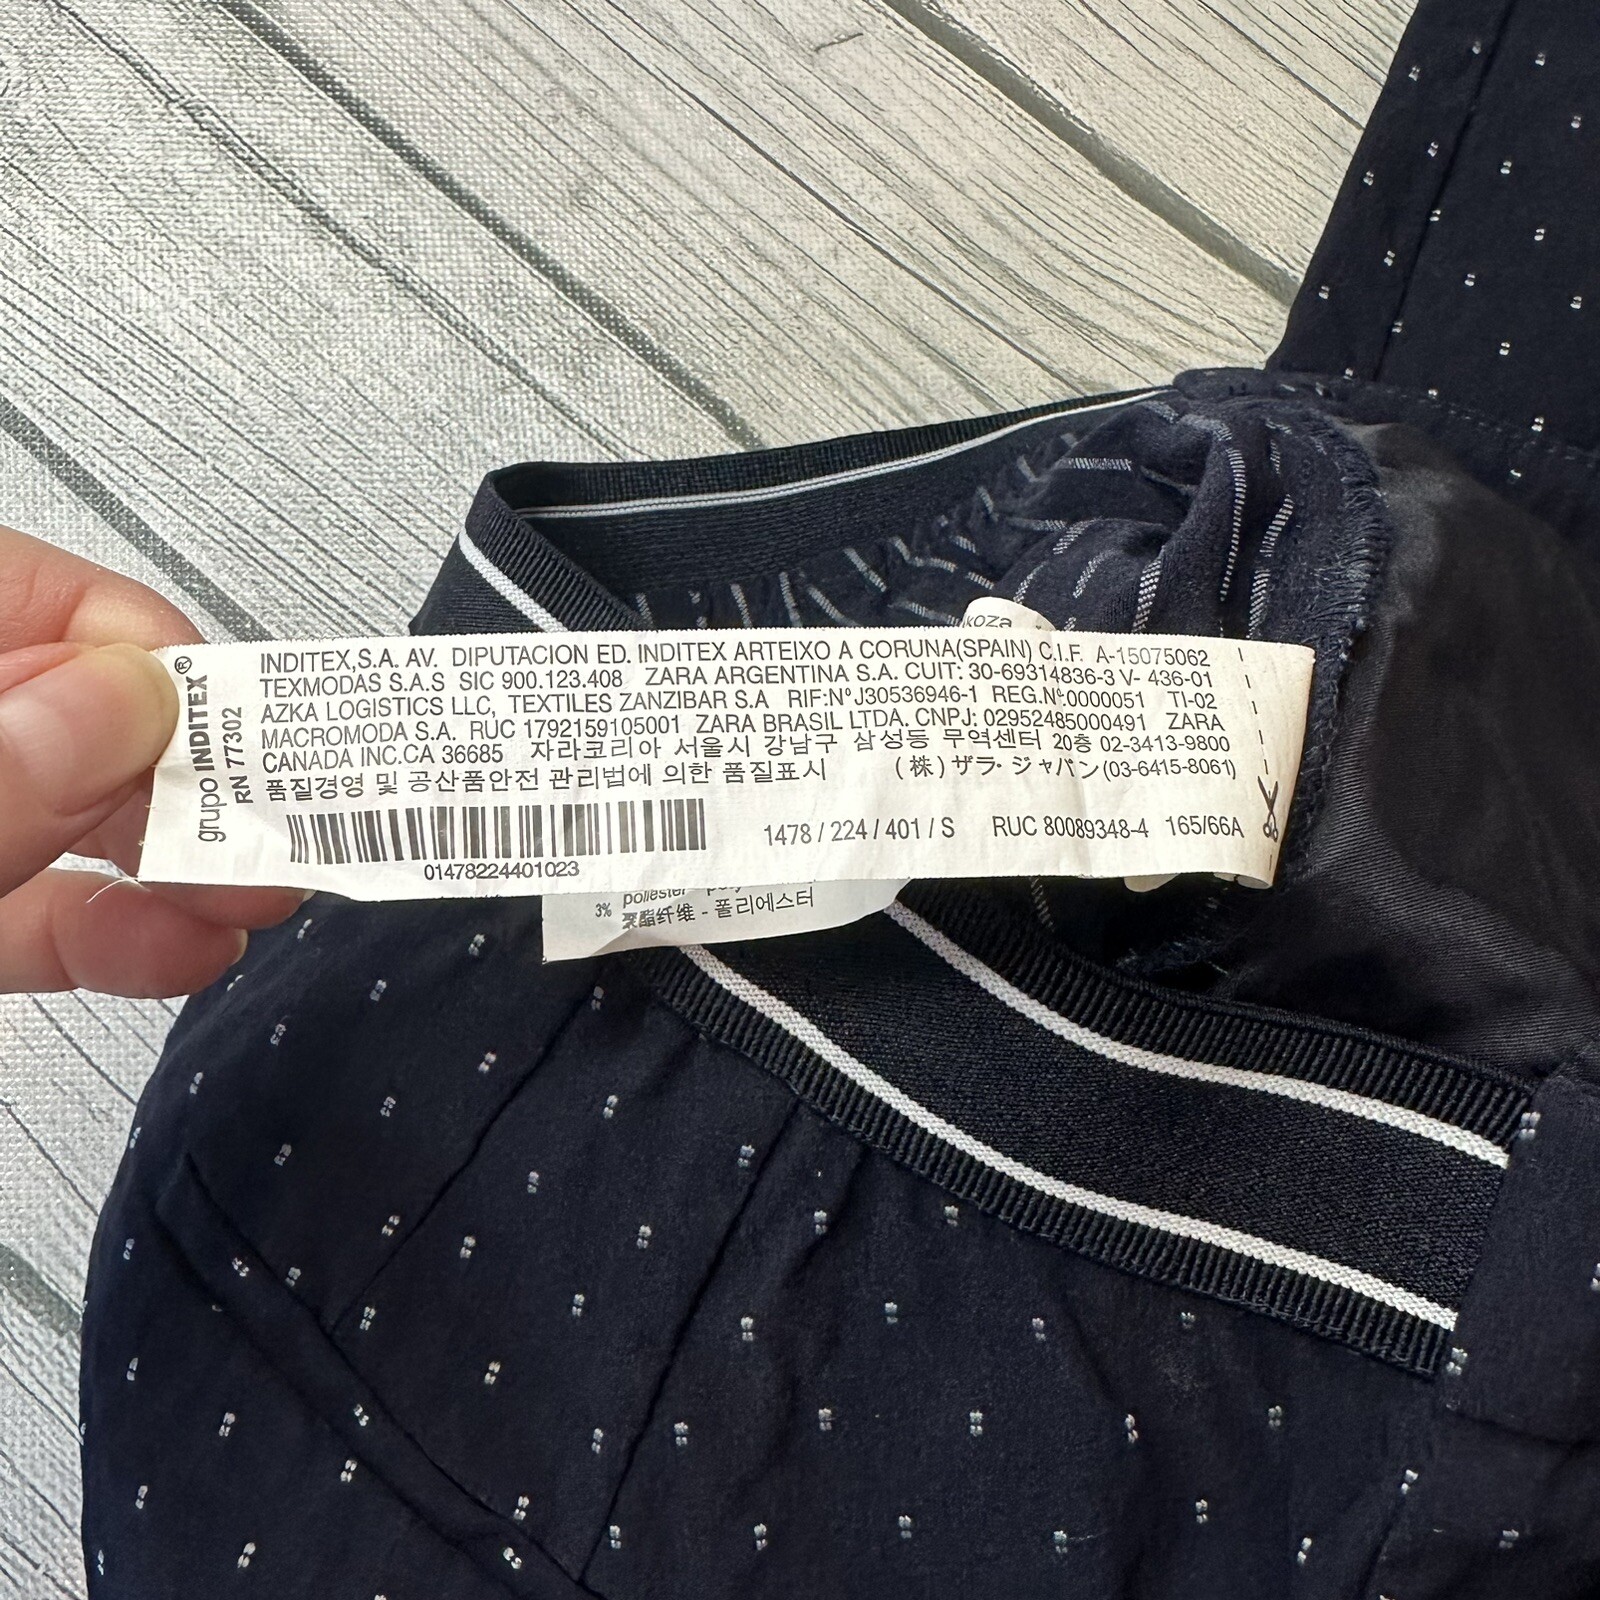 koza
grupo INDITEX®
RN 77302
INDITEX,S.A. AV. DIPUTACION ED. INDITEX ARTEIXO A CORUNA(SPAIN) C.I.F. A-15075062
TEXMODAS S.A.S SIC 900.123.408 ZARA ARGENTINA S.A. CUIT: 30-69314836-3 V- 436-01
AZKA LOGISTICS LLC, TEXTILES ZANZIBAR S.A RIF:Nº J30536946-1 REG.Nº:0000051 TI-02
MACROMODA S.A. RUC 1792159105001 ZARA BRASIL LTDA. CNPJ: 02952485000491 ZARA
CANADA INC.CA 36685 자라코리아 서울시 강남구 삼성등 무역센터 20층 02-3413-9800
품질경영 및 공산품안전 관리법에 의한 품질표시 (株) ザラ・ジャパン (03-6415-8061)
1478 / 224 / 401 / S RUC 80089348-4 165/66A
01478224401023
3% poliester - poly
聚酯纤维 - 폴리에스터